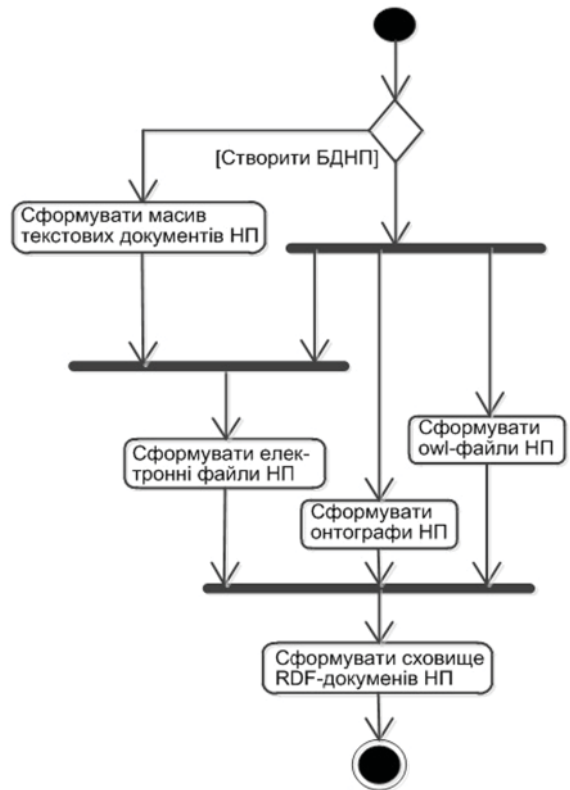 [Створити БДНП]
Сформувати масив
текстових документів НП
Сформувати елек-
тронні файли НП
Сформувати
owl-файли НП
Сформувати
онтографи НП
Сформувати сховище
RDF-докуменів НП